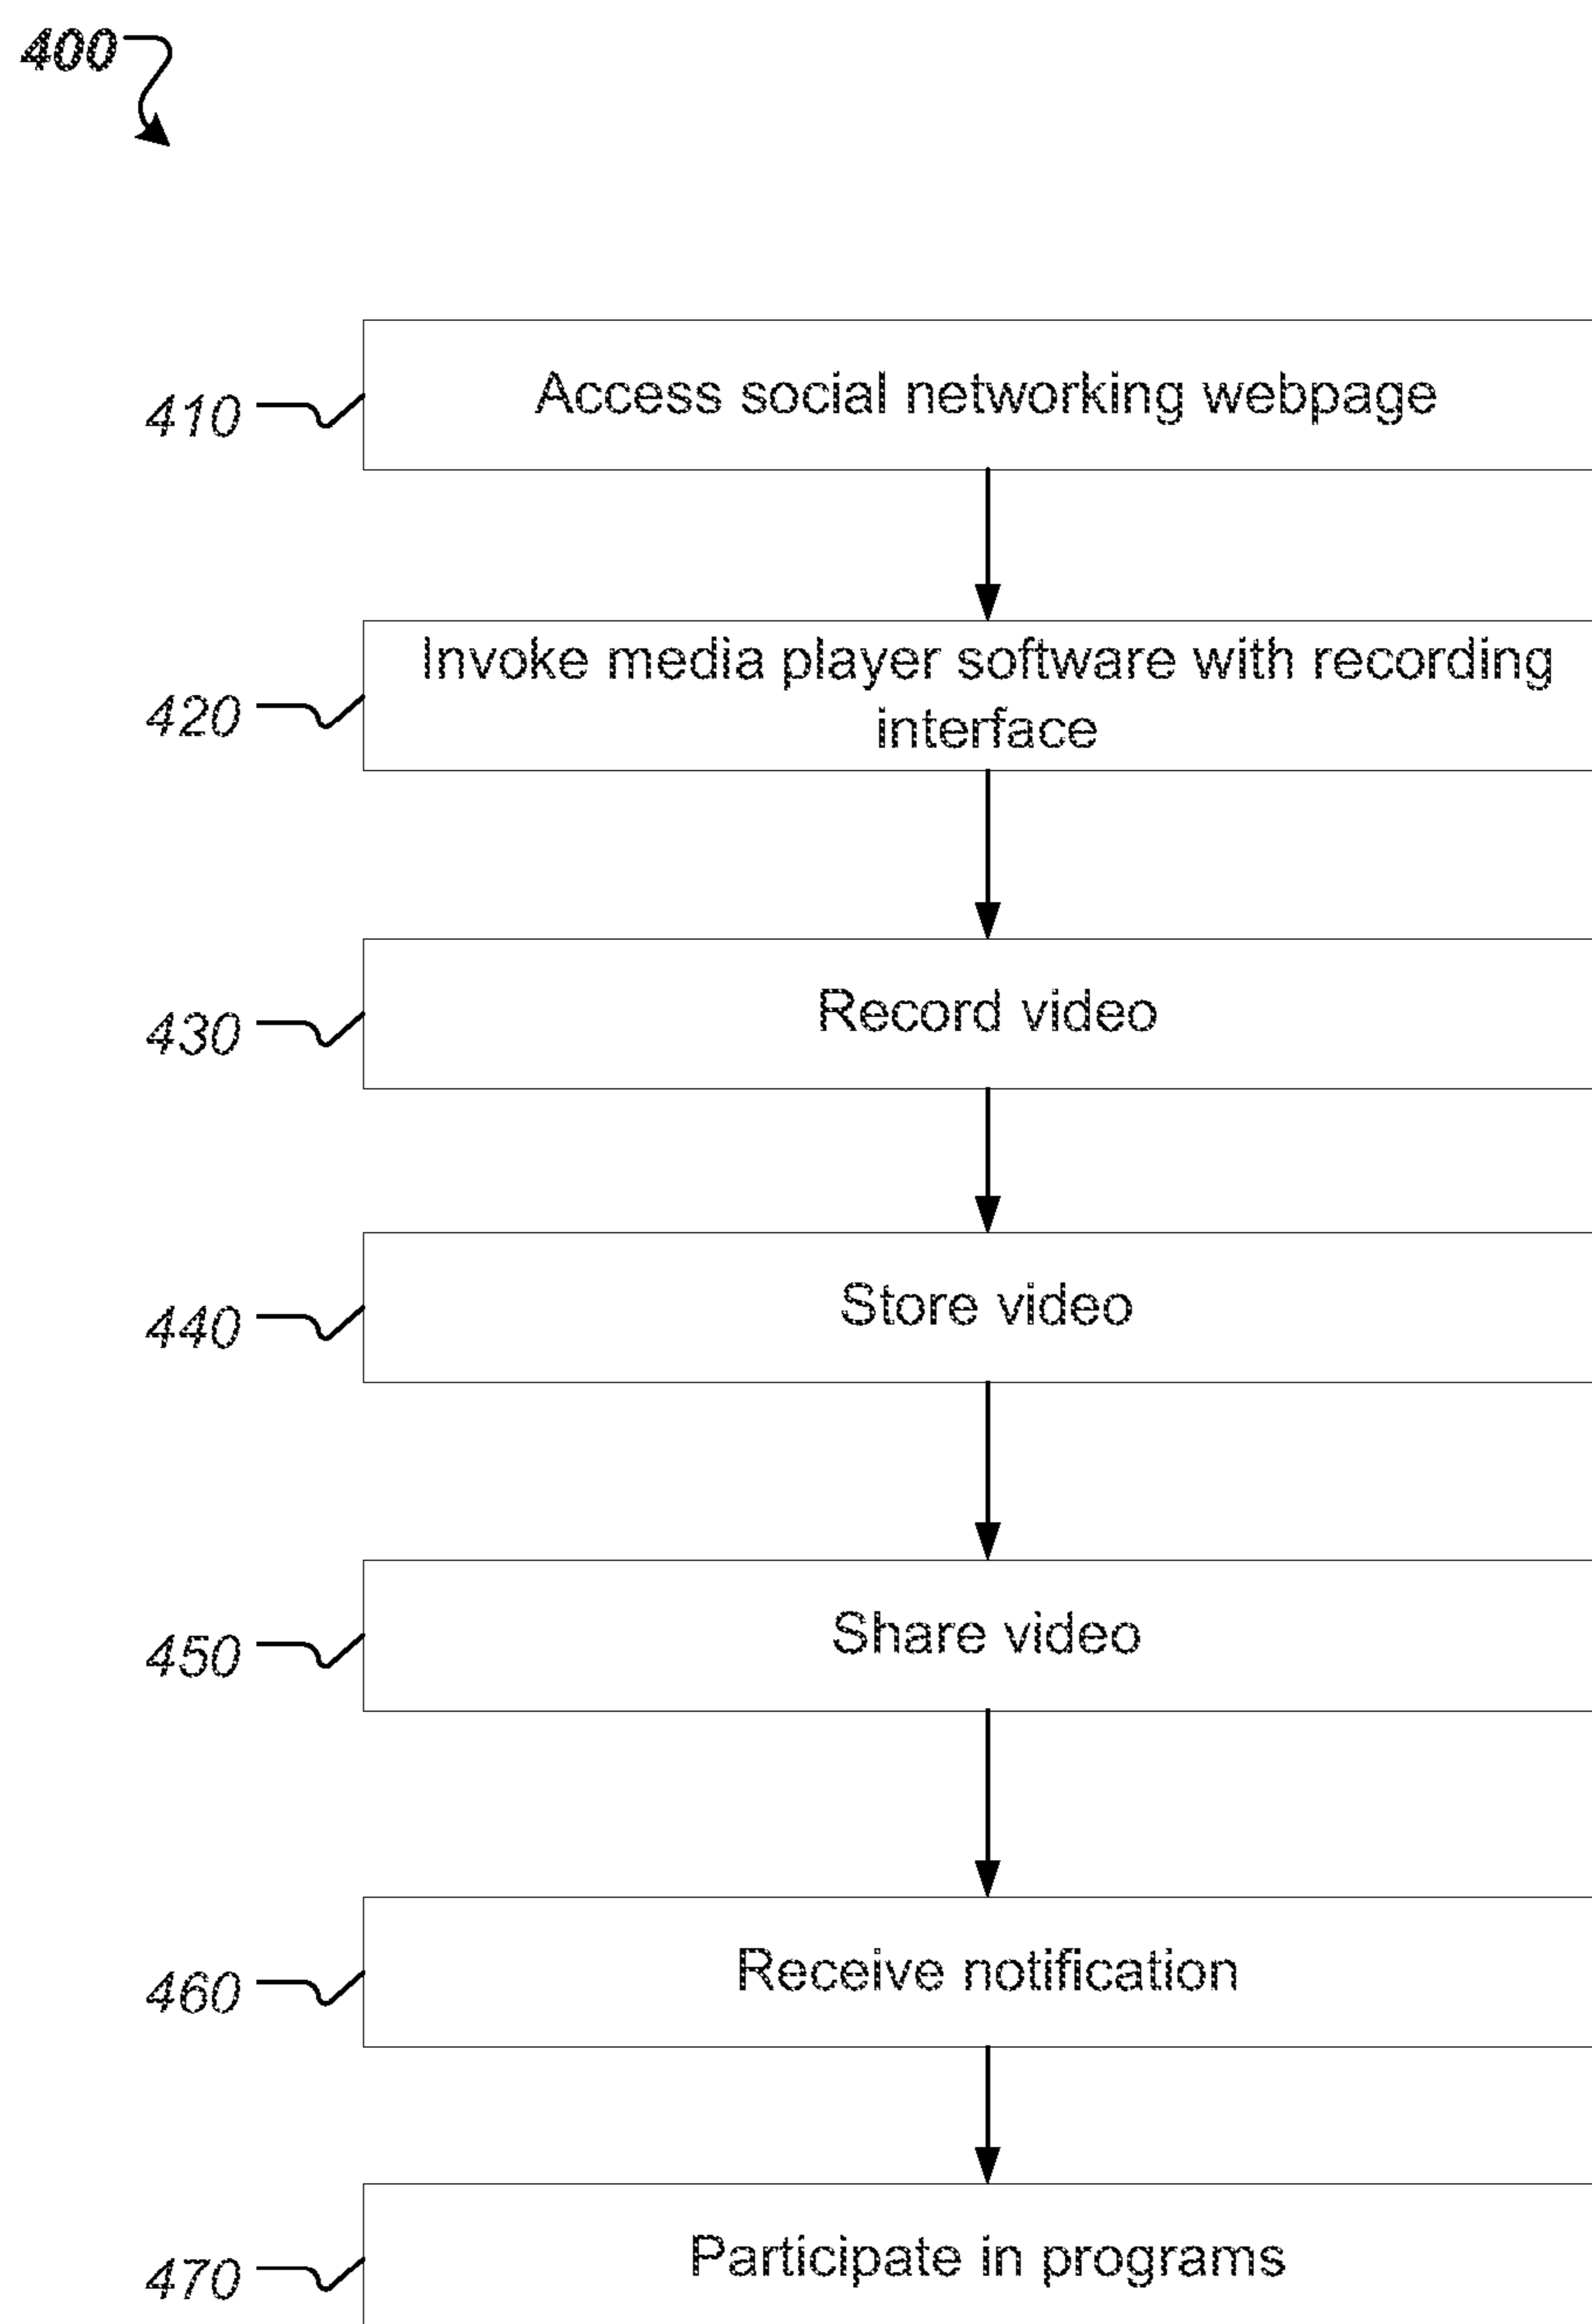 400
410
Access social networking webpage
420
Invoke media player software with recording
interface
430
Record video
440
Store video
450
Share video
460
Receive notification
470
Participate in programs